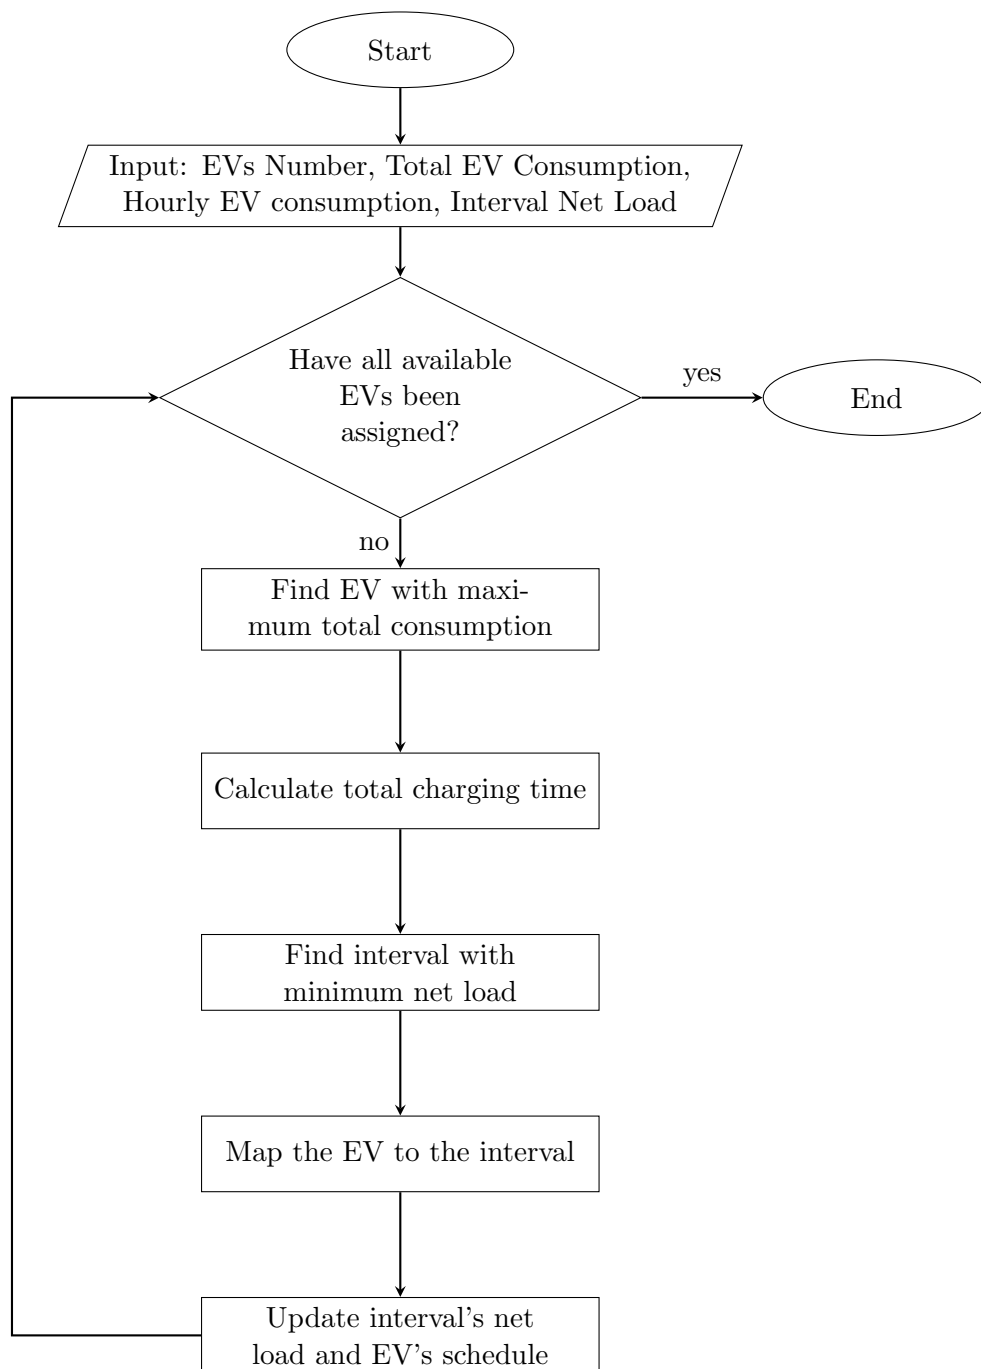 Start
Input: EVs Number, Total EV Consumption,
Hourly EV consumption, Interval Net Load
Have all available
EVs been
assigned?
yes
End
no
Find EV with maxi-
mum total consumption
Calculate total charging time
Find interval with
minimum net load
Map the EV to the interval
Update interval's net
load and EV's schedule